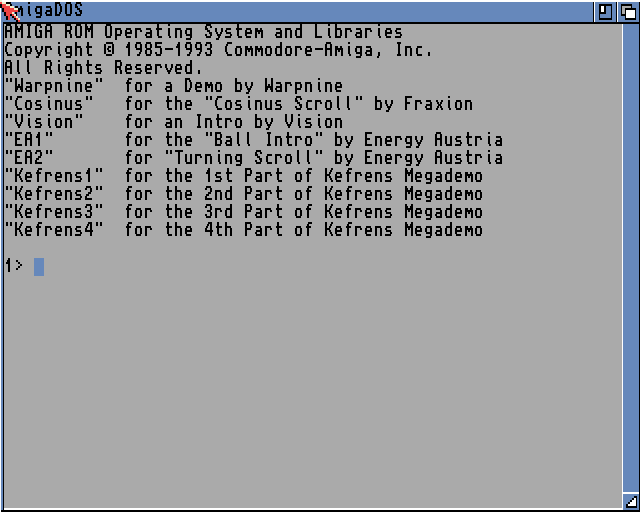 AmigaDOS
AMIGA ROM Operating System and Libraries
Copyright © 1985-1993 Commodore-Amiga, Inc.
All Rights Reserved.
"Warpnine"  for a Demo by Warpnine
"Cosinus"   for the "Cosinus Scroll" by Fraxion
"Vision"    for an Intro by Vision
"EA1"       for the "Ball Intro" by Energy Austria
"EA2"       for "Turning Scroll" by Energy Austria
"Kefrens1"  for the 1st Part of Kefrens Megademo
"Kefrens2"  for the 2nd Part of Kefrens Megademo
"Kefrens3"  for the 3rd Part of Kefrens Megademo
"Kefrens4"  for the 4th Part of Kefrens Megademo
1>